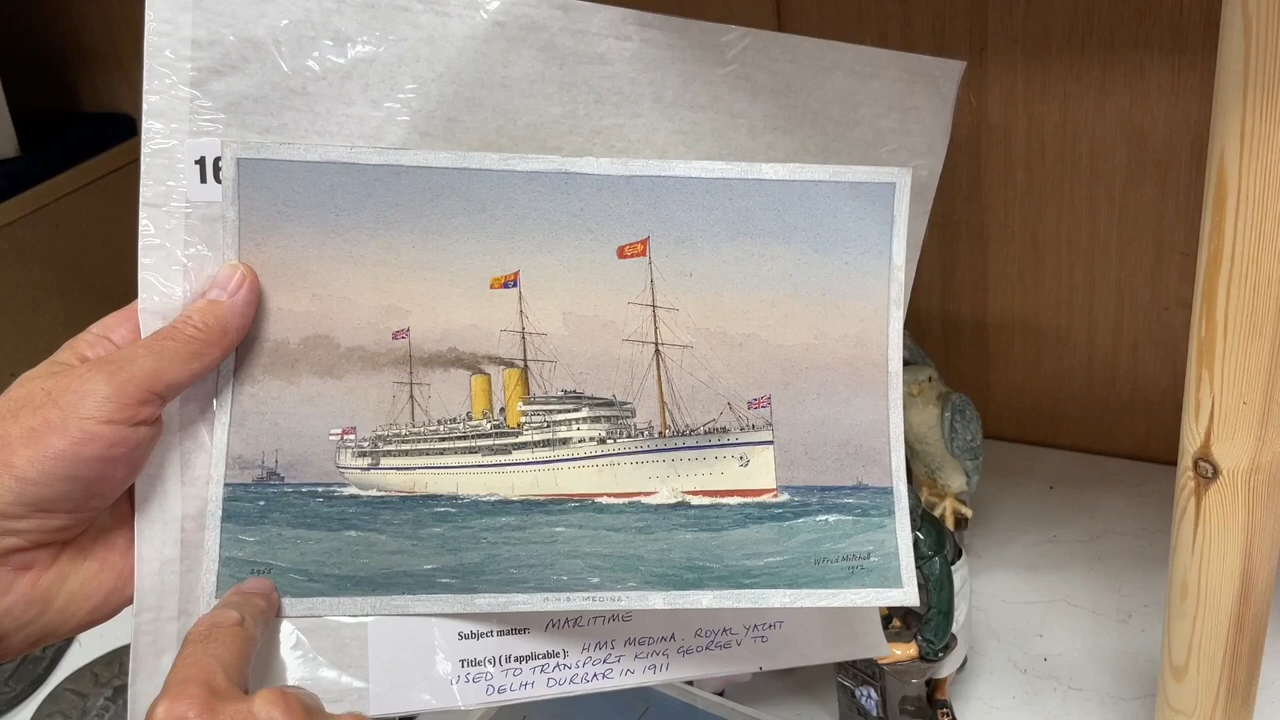 16
2955
W Fred Mitchell
1912
H.M.S. MEDINA.
Subject matter: MARITIME
Title(s) ( if applicable ): HMS MEDINA. ROYAL YACHT
USED TO TRANSPORT KING GEORGE V TO
DELHI DURBAR IN 1911